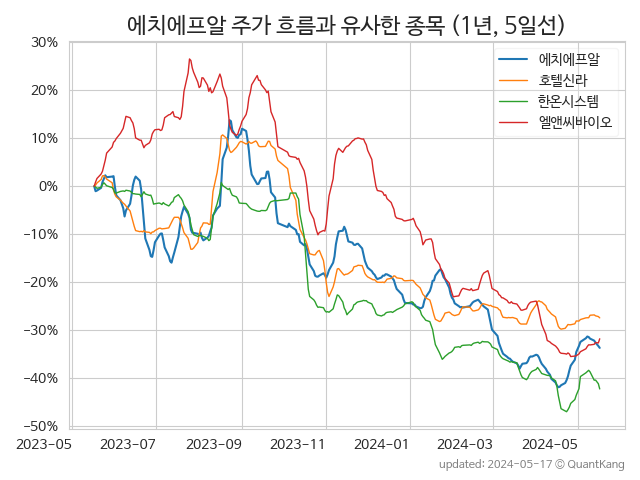 에치에프알 주가 흐름과 유사한 종목 (1년, 5일선)
30%
20%
10%
0%
−10%
−20%
−30%
−40%
−50%
에치에프알
호텔신라
한온시스템
엘앤씨바이오
2023-05 2023-07 2023-09 2023-11 2024-01 2024-03 2024-05
updated: 2024-05-17 © QuantKang